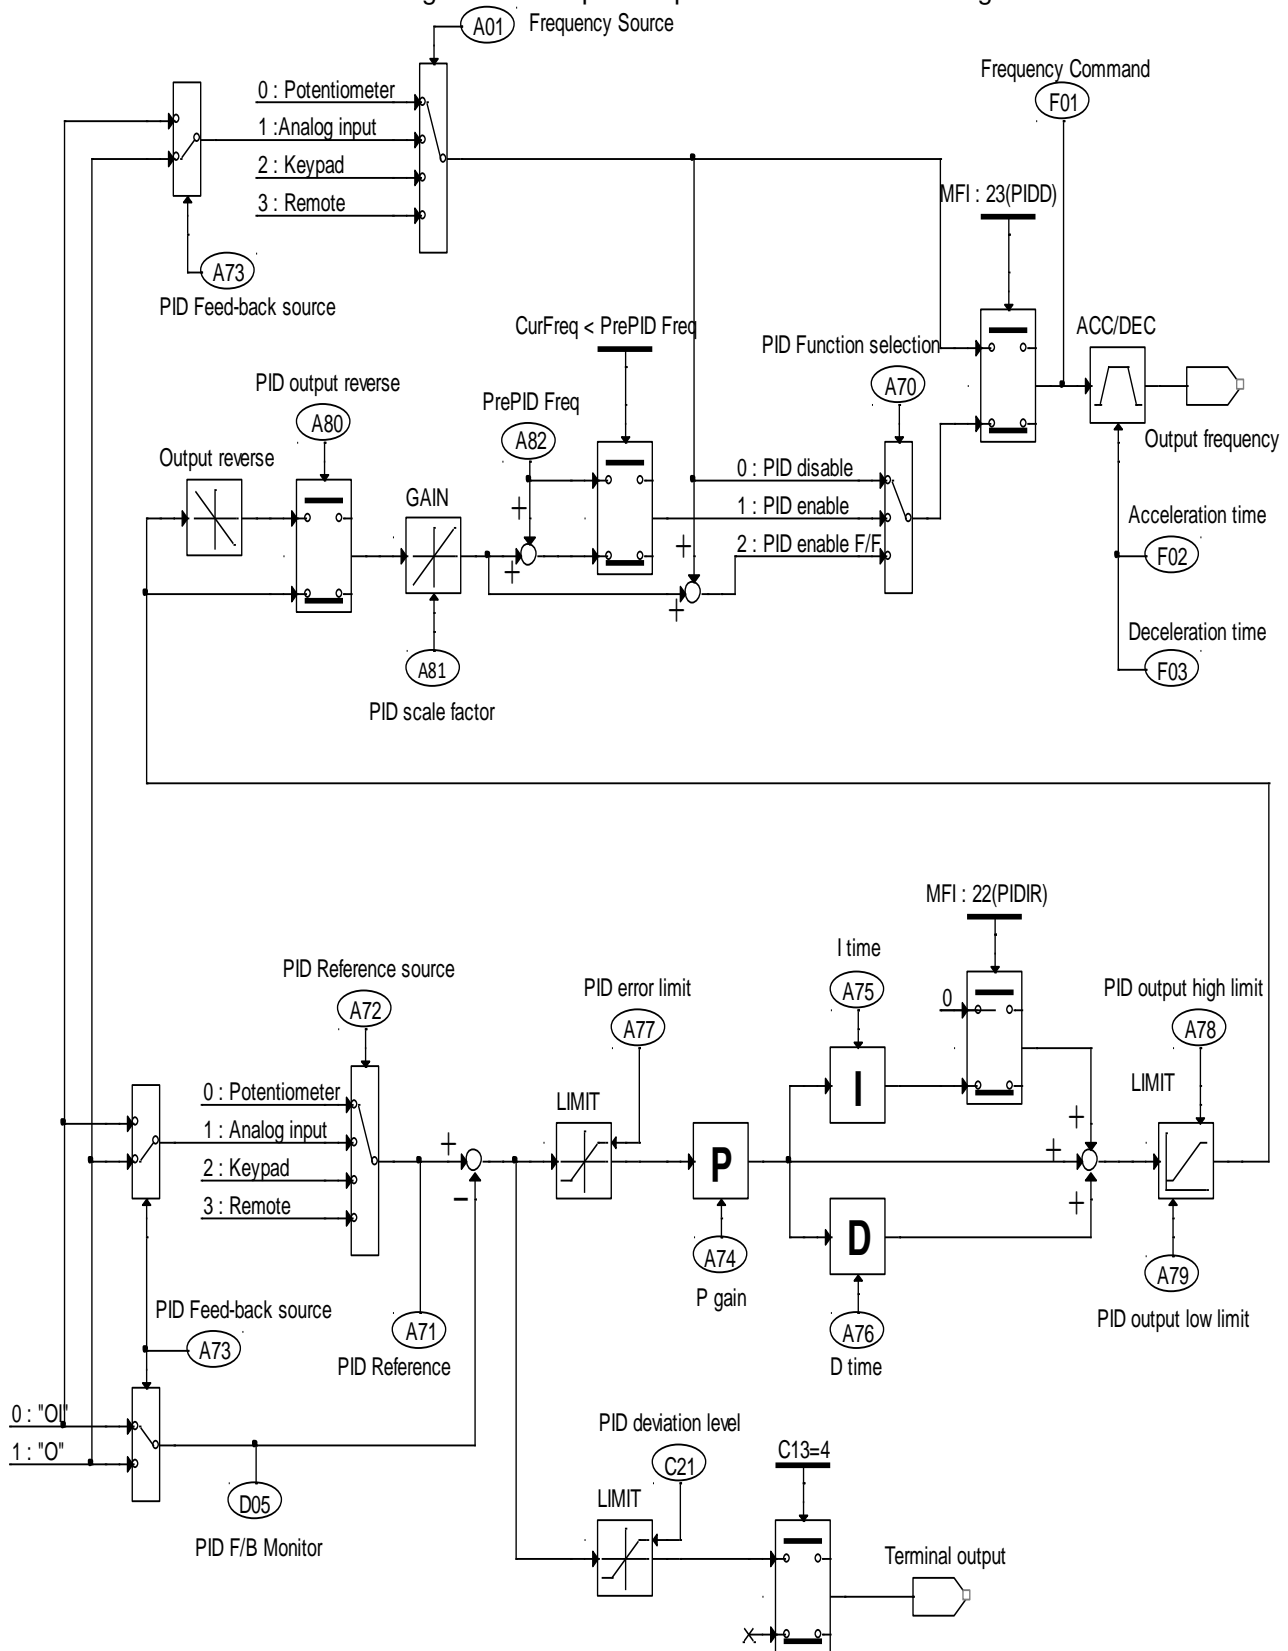 A01 Frequency Source
Frequency Command
F01
0 : Potentiometer
1 :Analog input
2 : Keypad
3 : Remote
MFI : 23(PIDD)
A73
PID Feed-back source
CurFreq < PrePID Freq
PID Function selection
ACC/DEC
A70
PID output reverse
A80
PrePID Freq
A82
Output frequency
Output reverse
GAIN
0 : PID disable
1 : PID enable
2 : PID enable F/F
+
+
+
+
Acceleration time
F02
Deceleration time
F03
A81
PID scale factor
MFI : 22(PIDIR)
I time
A75
PID Reference source
A72
PID error limit
A77
0
PID output high limit
A78
0 : Potentiometer
1 : Analog input
2 : Keypad
3 : Remote
LIMIT
I
LIMIT
+
−
P
+
+
+
D
A74
P gain
A79
PID output low limit
PID Feed-back source
A73
A71
PID Reference
A76
D time
0 : "OI"
1 : "O"
PID deviation level
C21
C13=4
D05
PID F/B Monitor
LIMIT
Terminal output